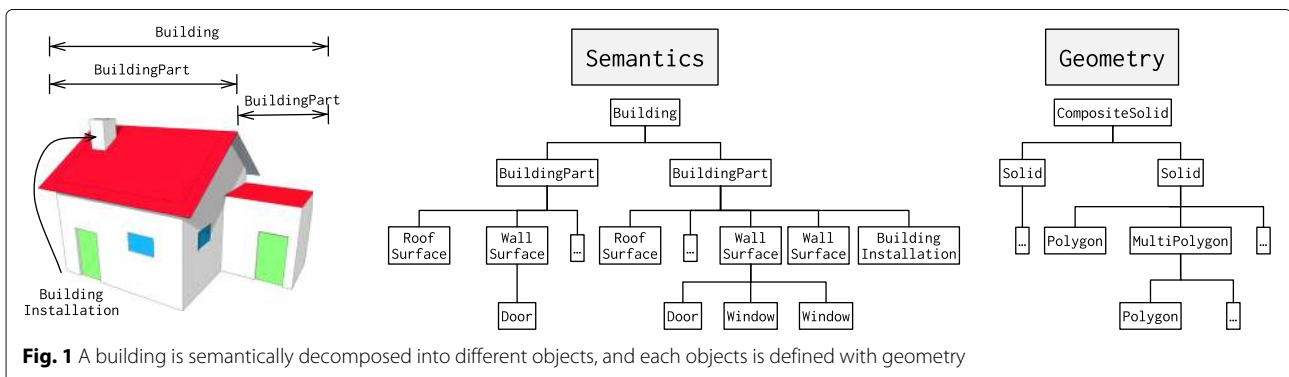 Building
BuildingPart
BuildingPart
Building
Installation
Semantics
Building
BuildingPart
BuildingPart
Roof
Surface
Wall
Surface
…
Roof
Surface
…
Wall
Surface
Wall
Surface
Building
Installation
Door
Door
Window
Window
Geometry
CompositeSolid
Solid
Solid
…
Polygon
MultiPolygon
…
Polygon
…
Fig. 1 A building is semantically decomposed into different objects, and each objects is defined with geometry